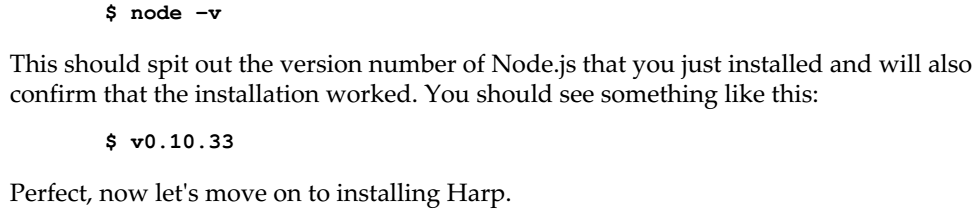 $ node -v
This should spit out the version number of Node.js that you just installed and will also
confirm that the installation worked. You should see something like this:
$ v0.10.33
Perfect, now let's move on to installing Harp.